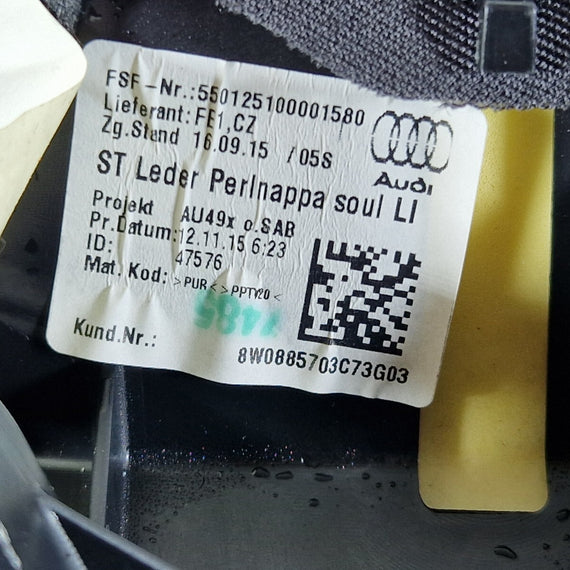 FSF-Nr.:550125100001580
Lieferant:FF1,CZ
Zg.Stand 16.09.15 /05S
Audi
ST Leder Perlnappa soul LI
Projekt AU49x o.SAB
Pr.Datum:12.11.15 6:23
ID: 47576
Mat. Kod: >PUR<>PPTY20<
1485
Kund.Nr.:
8W0885703C73G03